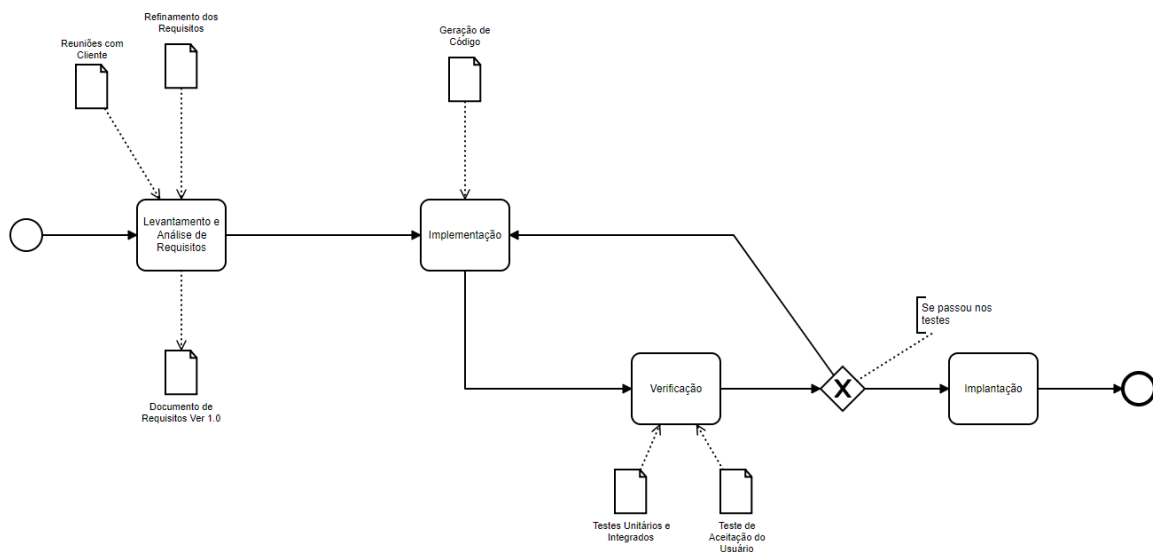 Refinamento dos
Requisitos
Reuniões com
Cliente
Geração de
Código
Levantamento e
Análise de
Requisitos
Implementação
Se passou nos
testes
Verificação
X
Implantação
Documento de
Requisitos Ver 1.0
Testes Unitários e
Integrados
Teste de
Aceitação do
Usuário